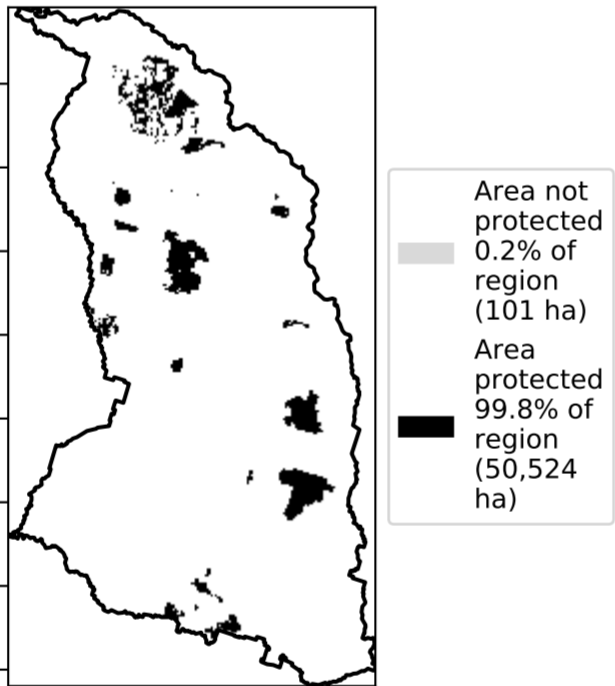 Area not
protected
0.2% of
region
(101 ha)
Area
protected
99.8% of
region
(50,524
ha)